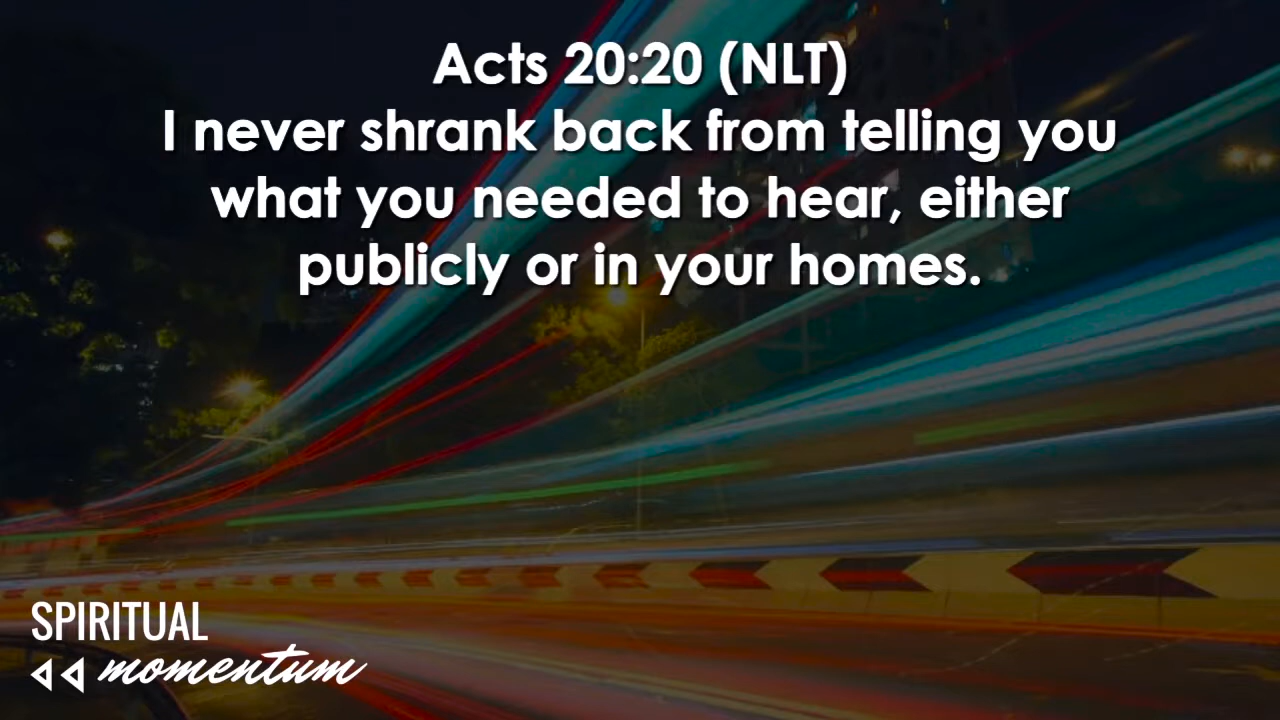 Acts 20:20 (NLT)
I never shrank back from telling you
what you needed to hear, either
publicly or in your homes.
SPIRITUAL
momentum